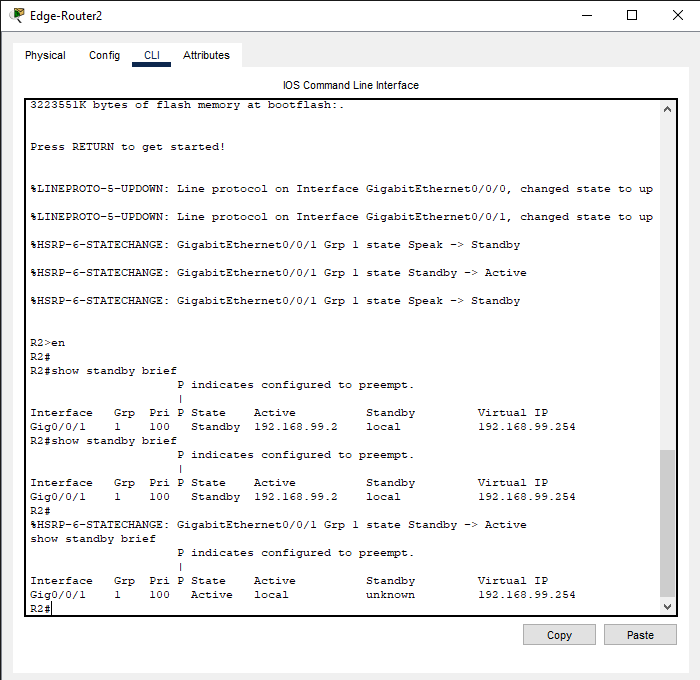 Edge-Router2
Physical Config CLI Attributes
IOS Command Line Interface
3223551K bytes of flash memory at bootflash:.
Press RETURN to get started!
%LINEPROTO-5-UPDOWN: Line protocol on Interface GigabitEthernet0/0/0, changed state to up
%LINEPROTO-5-UPDOWN: Line protocol on Interface GigabitEthernet0/0/1, changed state to up
%HSRP-6-STATECHANGE: GigabitEthernet0/0/1 Grp 1 state Speak -> Standby
%HSRP-6-STATECHANGE: GigabitEthernet0/0/1 Grp 1 state Standby -> Active
%HSRP-6-STATECHANGE: GigabitEthernet0/0/1 Grp 1 state Speak -> Standby
R2>en
R2#
R2#show standby brief
P indicates configured to preempt.
|
Interface Grp Pri P State Active Standby Virtual IP
Gig0/0/1 1 100 Standby 192.168.99.2 local 192.168.99.254
R2#show standby brief
P indicates configured to preempt.
|
Interface Grp Pri P State Active Standby Virtual IP
Gig0/0/1 1 100 Standby 192.168.99.2 local 192.168.99.254
R2#
%HSRP-6-STATECHANGE: GigabitEthernet0/0/1 Grp 1 state Standby -> Active
show standby brief
P indicates configured to preempt.
|
Interface Grp Pri P State Active Standby Virtual IP
Gig0/0/1 1 100 Active local unknown 192.168.99.254
R2#
Copy Paste